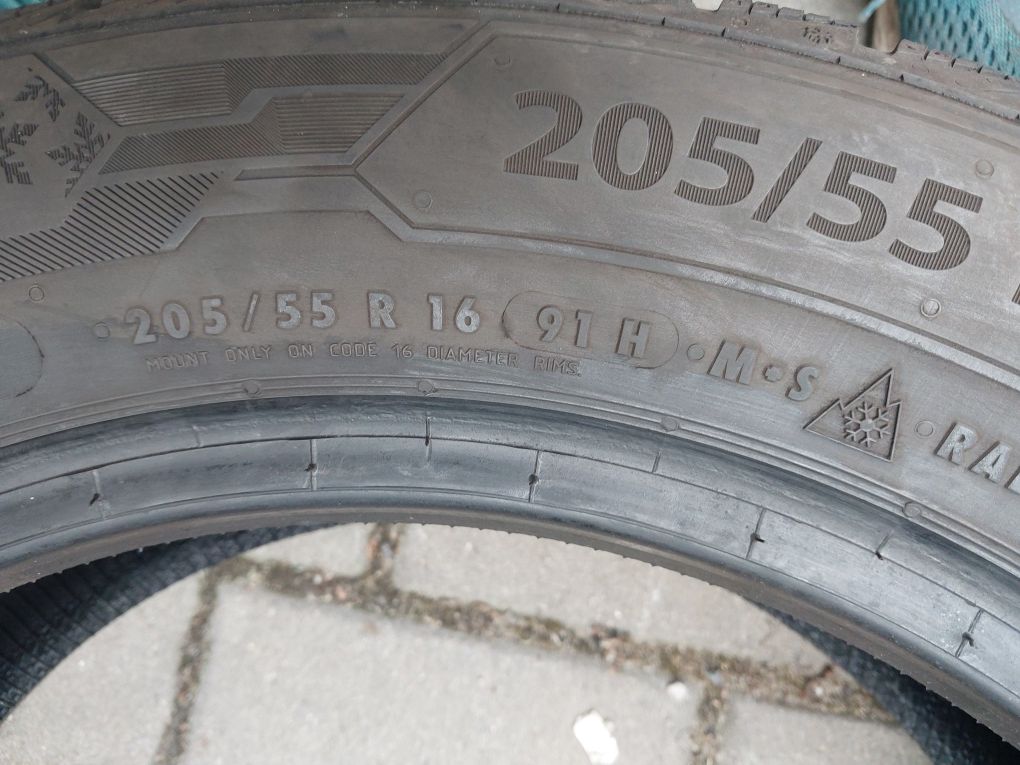 205/55
205/55 R 16 91 H • M•S
MOUNT ONLY ON CODE 16 DIAMETER RIMS.